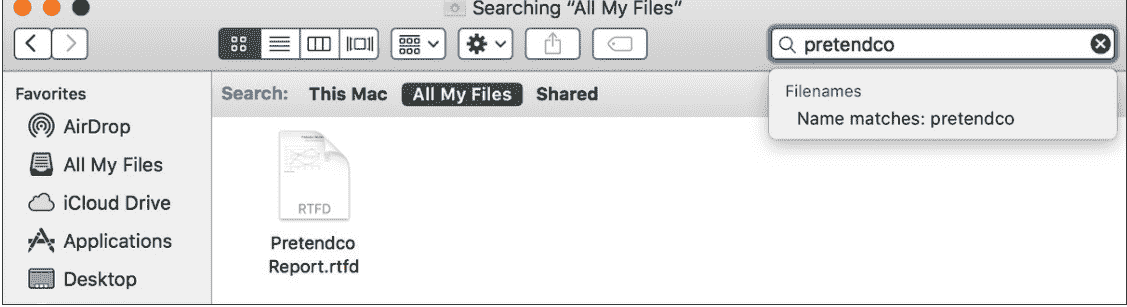 Searching “All My Files”
pretendco
Favorites
AirDrop
All My Files
iCloud Drive
Applications
Desktop
Search: This Mac All My Files Shared
Filenames
Name matches: pretendco
RTFD
Pretendco
Report.rtfd